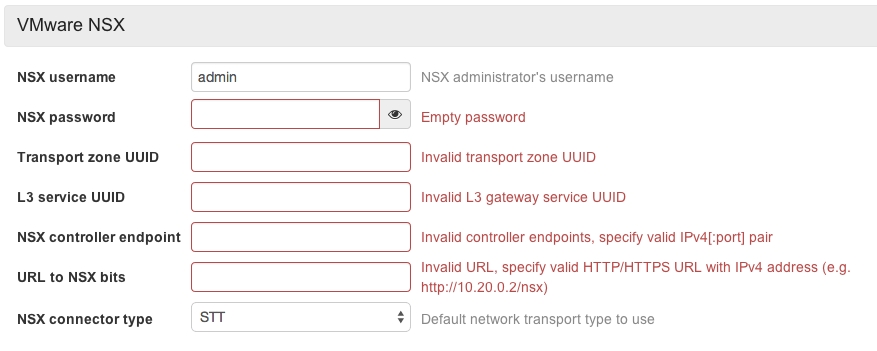 VMware NSX
NSX username admin NSX administrator's username
NSX password Empty password
Transport zone UUID Invalid transport zone UUID
L3 service UUID Invalid L3 gateway service UUID
NSX controller endpoint Invalid controller endpoints, specify valid IPv4[:port] pair
URL to NSX bits Invalid URL, specify valid HTTP/HTTPS URL with IPv4 address (e.g.
http://10.20.0.2/nsx)
NSX connector type STT Default network transport type to use